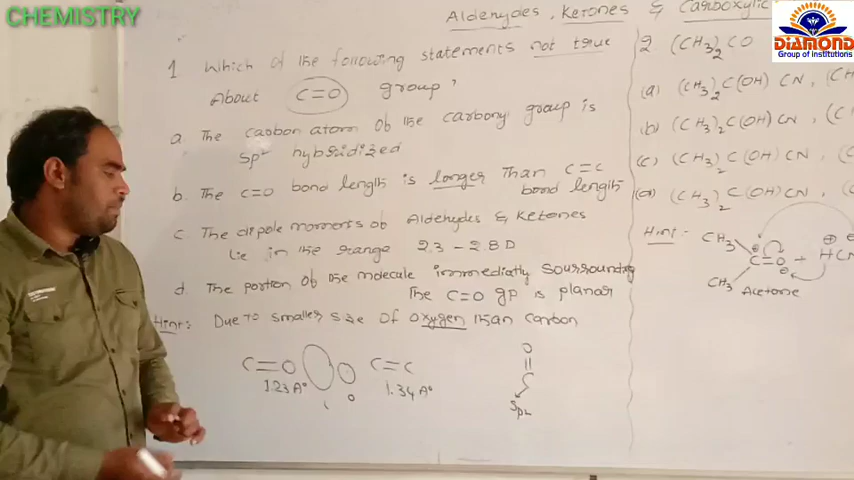 CHEMISTRY
DIAMOND
Group of Institutions
Aldehydes, Ketones & Carboxylic
1 Which of the following statements not true
About C=O group?
a. The carbon atom of the carbony group is
Sp² hybridized
b. The C=O bond length is longer Than C=C
bond length
c. The dipole moments of Aldehydes & Ketones
lie in the range 2.3 - 2.8 D
d. The portion of the molecule immediatly sourrounding
The C=O gp is planar
Hint:- Due to smaller size of oxygen than carbon
C=O O C=C
1.23 A° 1.34 A°
O
C
Sp2
2 (CH3)2 CO
(a) (CH3)2 C(OH) CN, (CH
(b) (CH3)2 C(OH) CN, (C
(c) (CH3)2 C(OH) CN, (
(d) (CH3)2 C(OH) CN, (
Hint:- CH3
C=O + HCN
CH3 Acetone